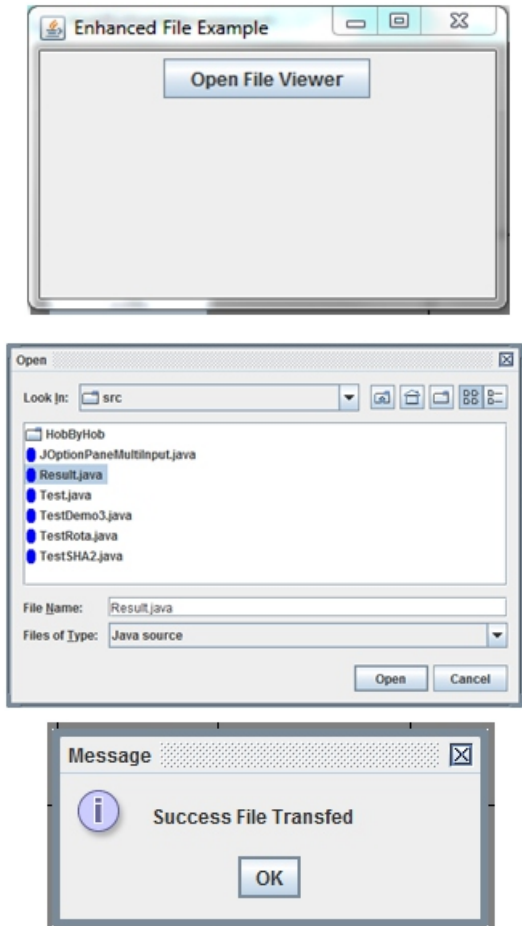 Enhanced File Example
Open File Viewer
Open
Look In: src
HobByHob
JOptionPaneMultiInput.java
Result.java
Test.java
TestDemo3.java
TestRota.java
TestSHA2.java
File Name: Result.java
Files of Type: Java source
Open Cancel
Message
Success File Transfed
OK